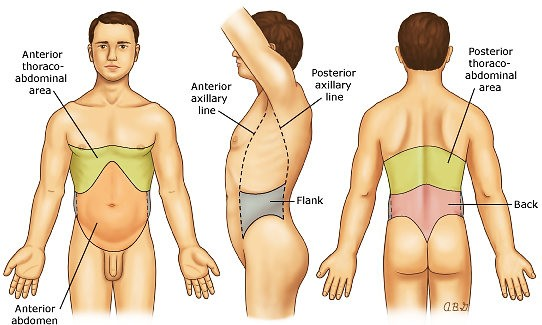 Anterior
thoraco-
abdominal
area
Anterior
abdomen
Anterior
axillary
line
Posterior
axillary
line
Flank
Posterior
thoraco-
abdominal
area
Back